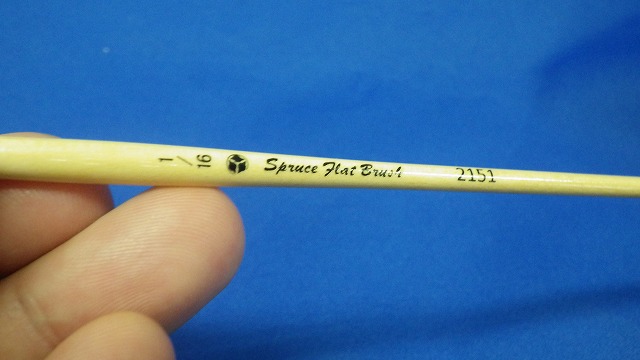 1/16 Spruce Flat Brush 2151